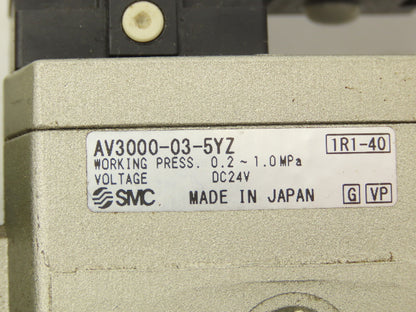 AV3000-03-5YZ 1R1-40
WORKING PRESS. 0.2~1.0MPa
VOLTAGE DC24V
SMC MADE IN JAPAN G VP